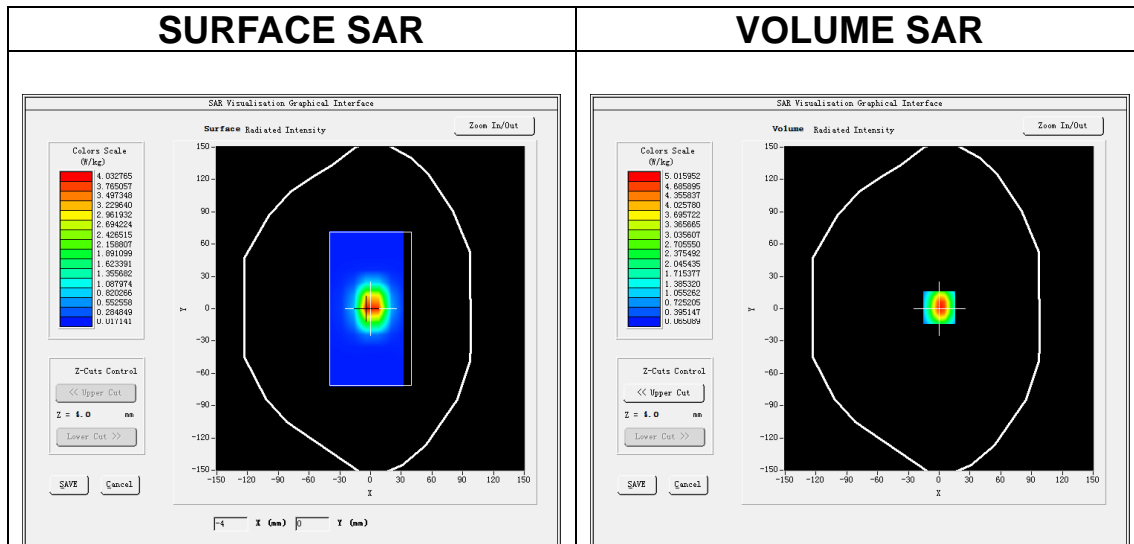 SURFACE SAR
VOLUME SAR
SAR Visualisation Graphical Interface
Surface Radiated Intensity
Zoom In/Out
Colors Scale
(W/kg)
4.032765
3.765057
3.497348
3.229640
2.961932
2.694224
2.426515
2.158807
1.891099
1.623391
1.355682
1.087974
0.820266
0.552558
0.284849
0.017141
Z-Cuts Control
<< Upper Cut
Z = 4.0 mm
Lower Cut >>
SAVE
Cancel
150
120
90
60
30
0
-30
-60
-90
-120
-150
Y
-150 -120 -90 -60 -30 0 30 60 90 120 150
X
-4 X (mm) 0 Y (mm)
SAR Visualisation Graphical Interface
Volume Radiated Intensity
Zoom In/Out
Colors Scale
(W/kg)
5.015952
4.685895
4.355837
4.025780
3.695722
3.365665
3.035607
2.705550
2.375492
2.045435
1.715377
1.385320
1.055262
0.725205
0.395147
0.065089
Z-Cuts Control
<< Upper Cut
Z = 4.0 mm
Lower Cut >>
SAVE
Cancel
150
120
90
60
30
0
-30
-60
-90
-120
-150
Y
-150 -120 -90 -60 -30 0 30 60 90 120 150
X